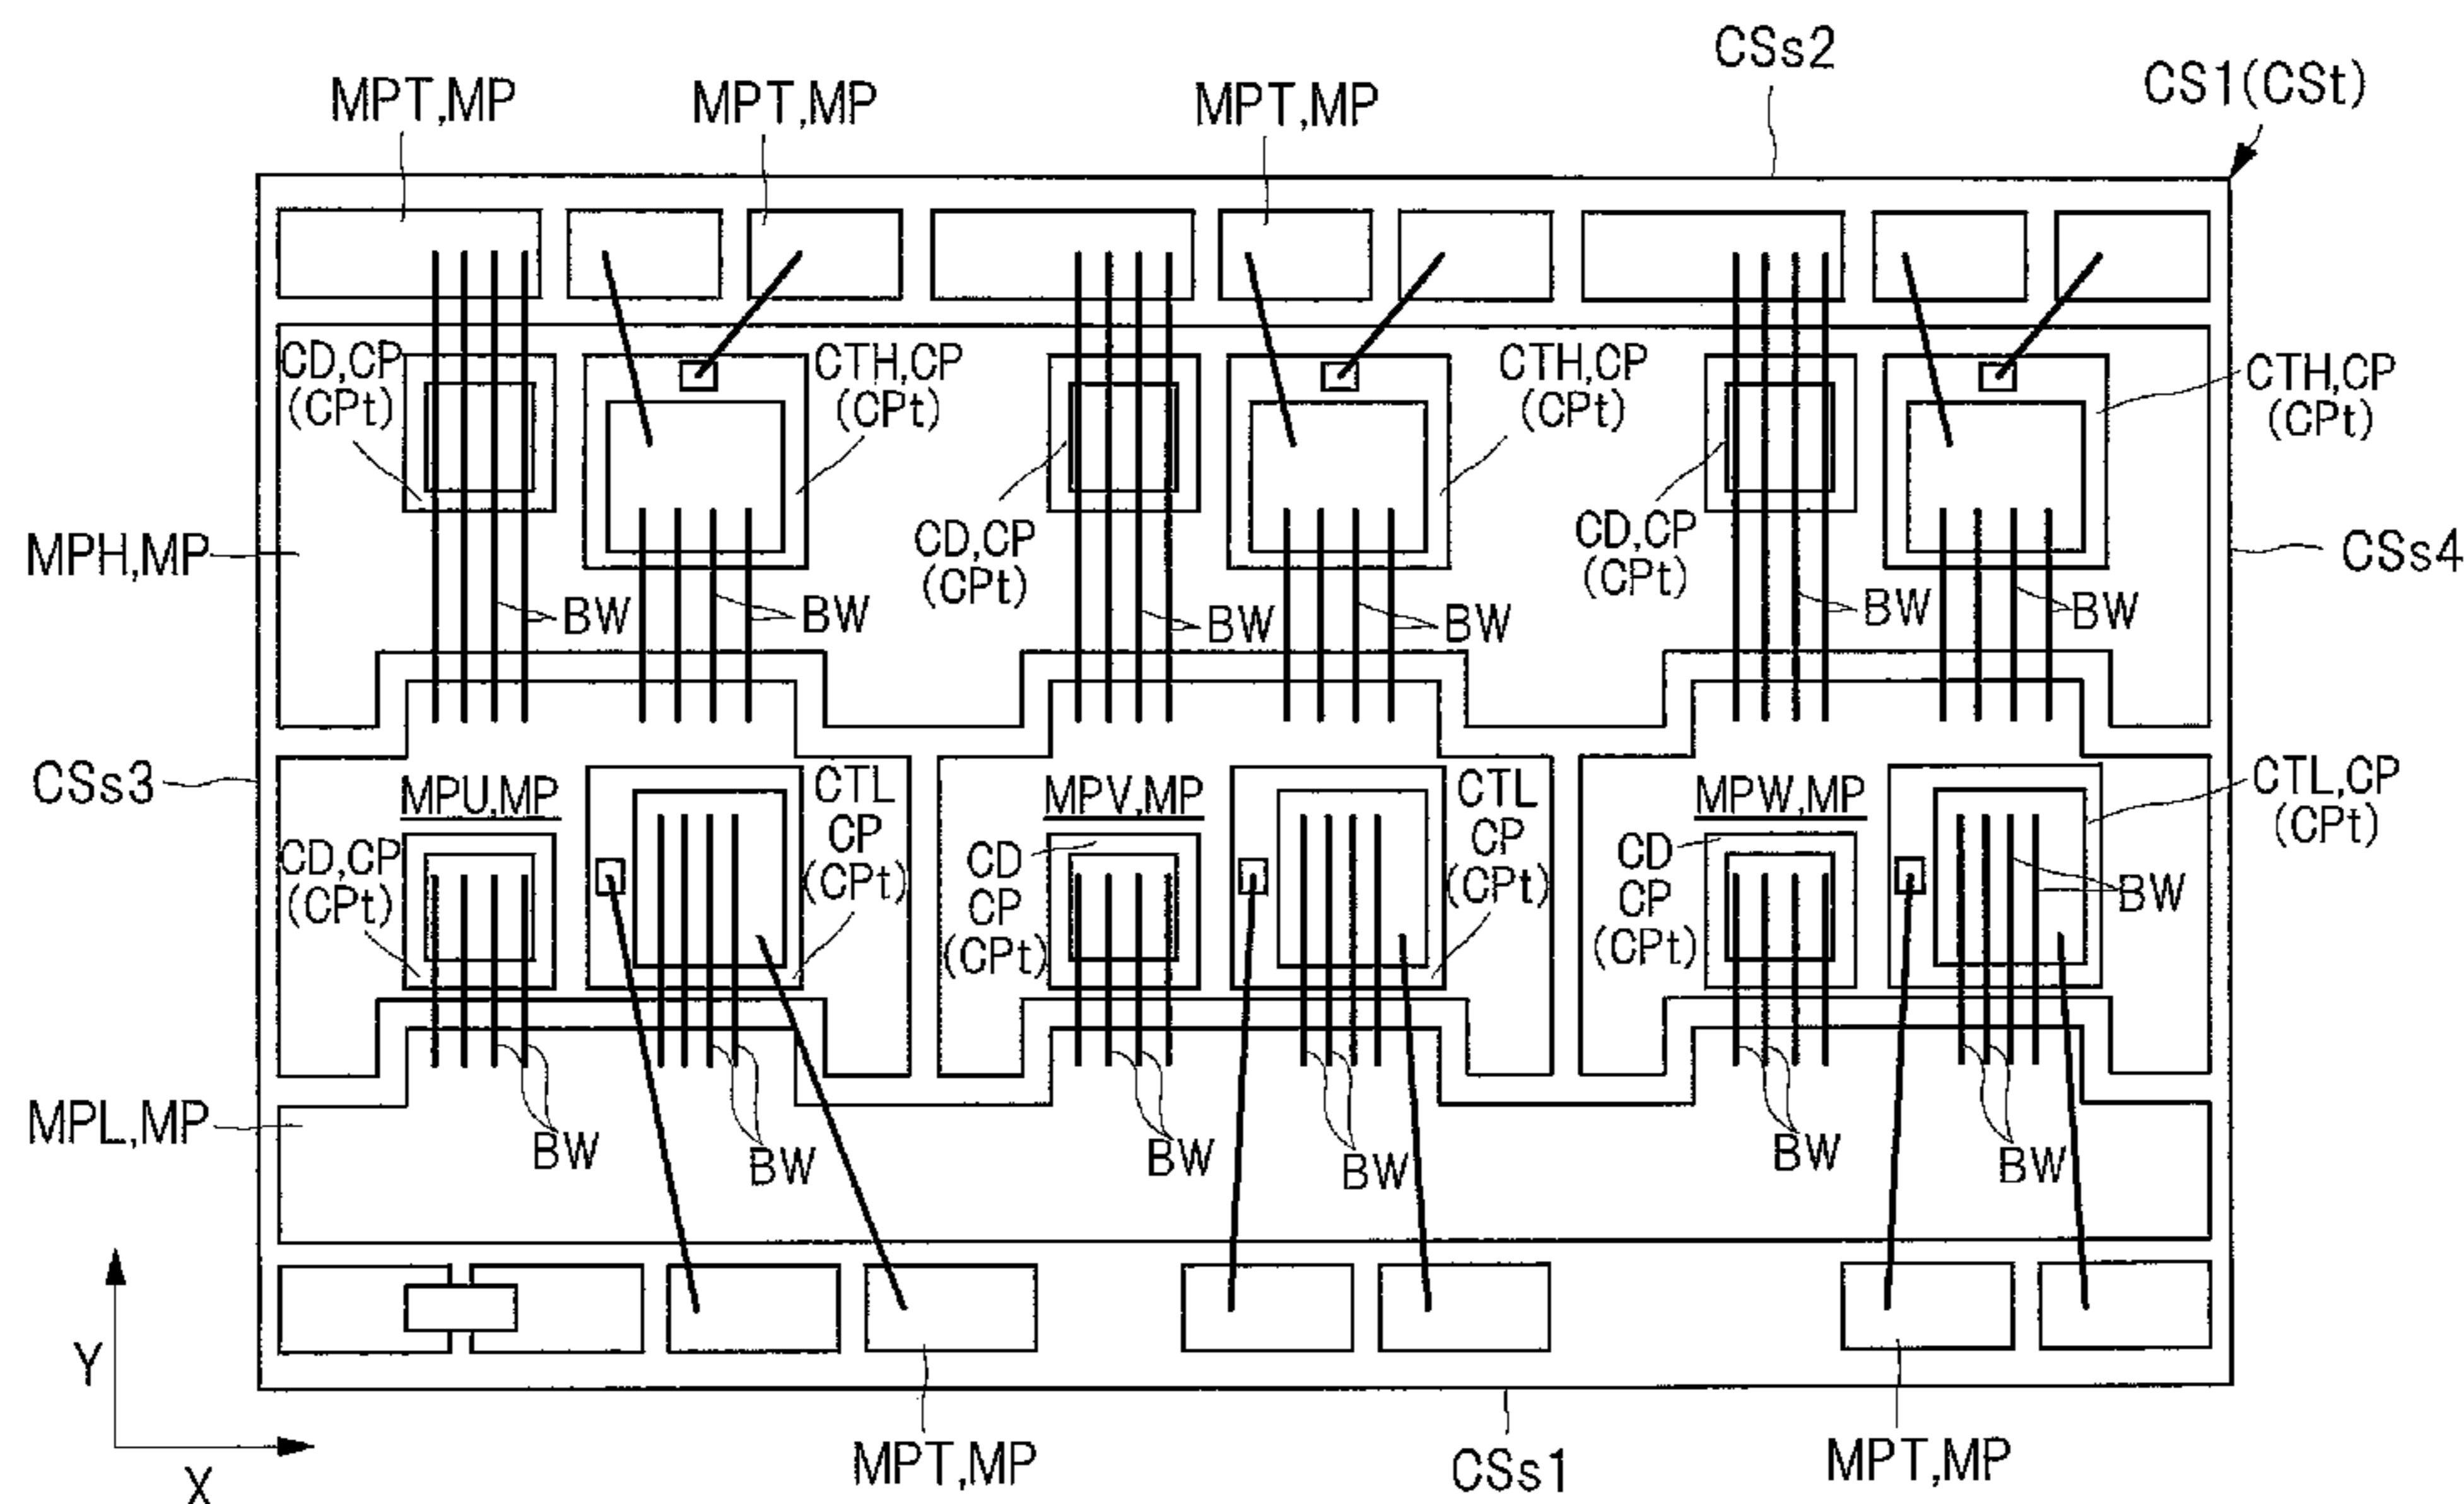 CSs2
CS1(CSt)
MPT,MP
MPT,MP
MPT,MP
CD,CP
(CPt)
CTH,CP
(CPt)
CTH,CP
(CPt)
CTH,CP
(CPt)
CD,CP
(CPt)
CD,CP
(CPt)
MPH,MP
CSs4
BW
BW
BW
BW
BW
BW
CSs3
MPU,MP
CTL
CP
(CPt)
MPV,MP
CTL
CP
(CPt)
MPW,MP
CTL,CP
(CPt)
CD,CP
(CPt)
CD
CP
(CPt)
CD
CP
(CPt)
BW
MPL,MP
BW
BW
BW
BW
BW
BW
Y
X
MPT,MP
CSs1
MPT,MP